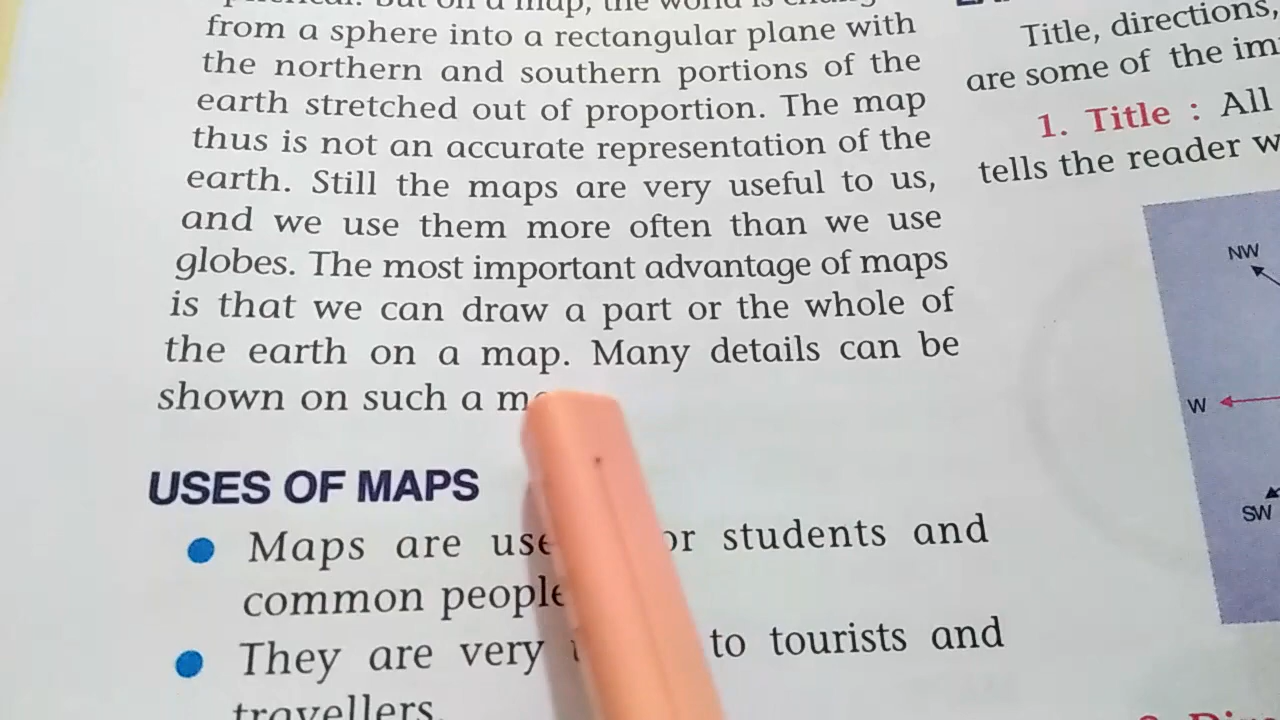 from a sphere into a rectangular plane with
the northern and southern portions of the
earth stretched out of proportion. The map
thus is not an accurate representation of the
earth. Still the maps are very useful to us,
and we use them more often than we use
globes. The most important advantage of maps
is that we can draw a part or the whole of
the earth on a map. Many details can be
shown on such a
USES OF MAPS
Maps are students and
common people
They are very to tourists and
travellers.
Title, directions,
are some of the
1. Title : All
tells the reader
NW
W
SW